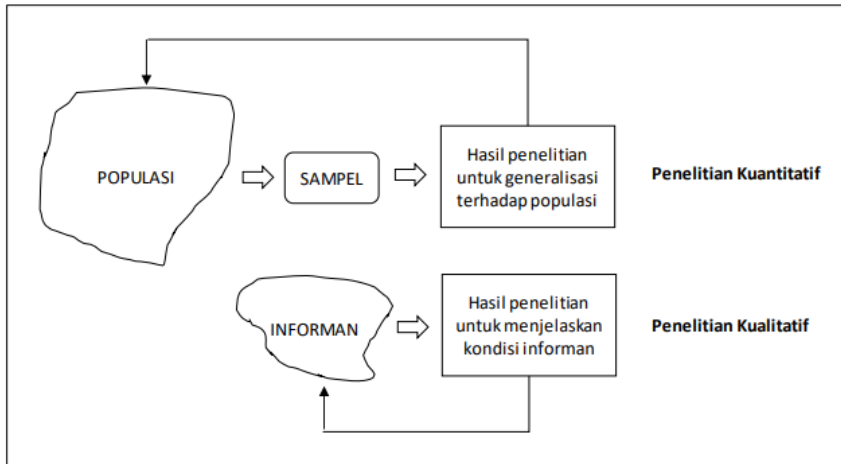 POPULASI
SAMPEL
Hasil penelitian
untuk generalisasi
terhadap populasi
Penelitian Kuantitatif
INFORMAN
Hasil penelitian
untuk menjelaskan
kondisi informan
Penelitian Kualitatif